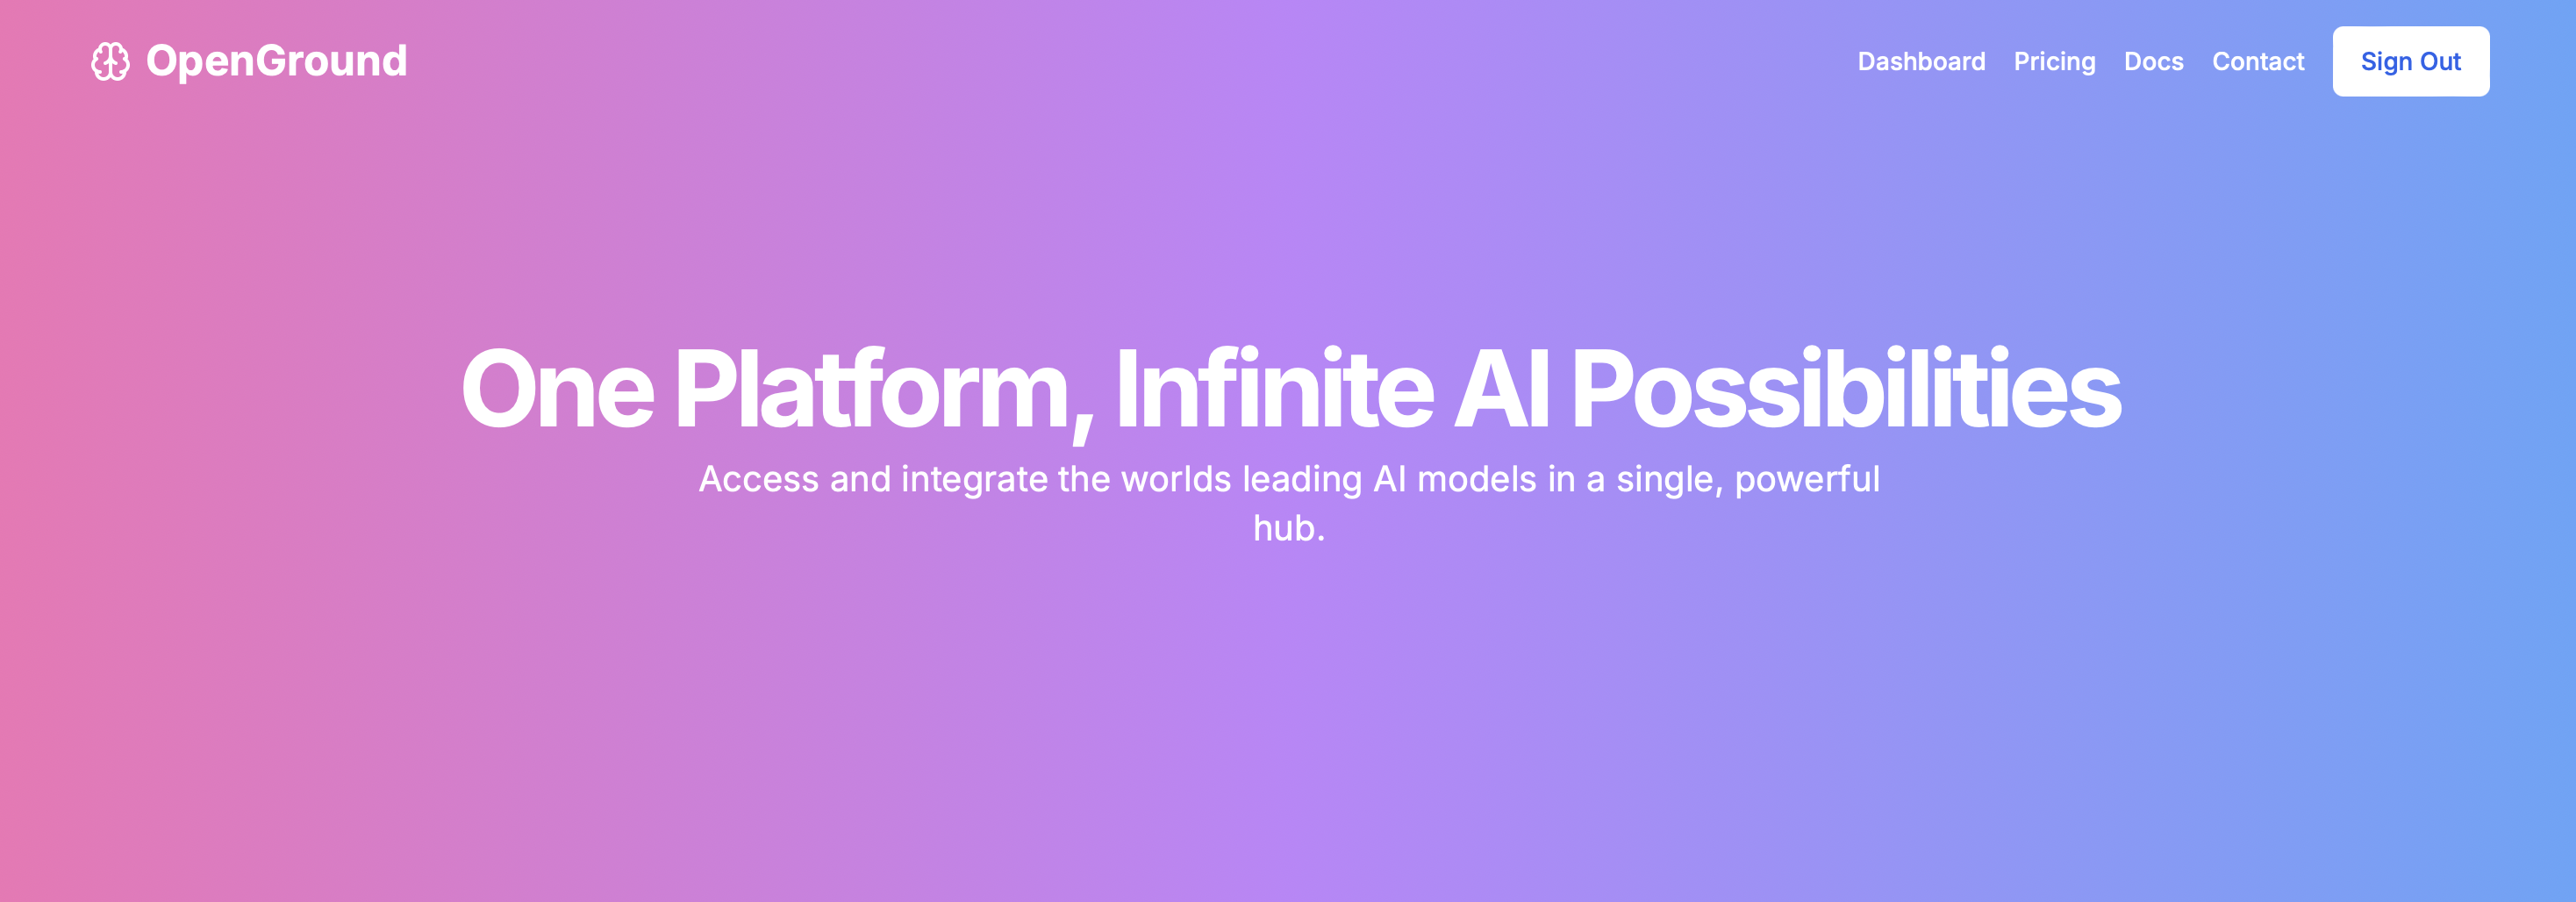 OpenGround
Dashboard Pricing Docs Contact Sign Out
One Platform, Infinite AI Possibilities
Access and integrate the worlds leading AI models in a single, powerful
hub.